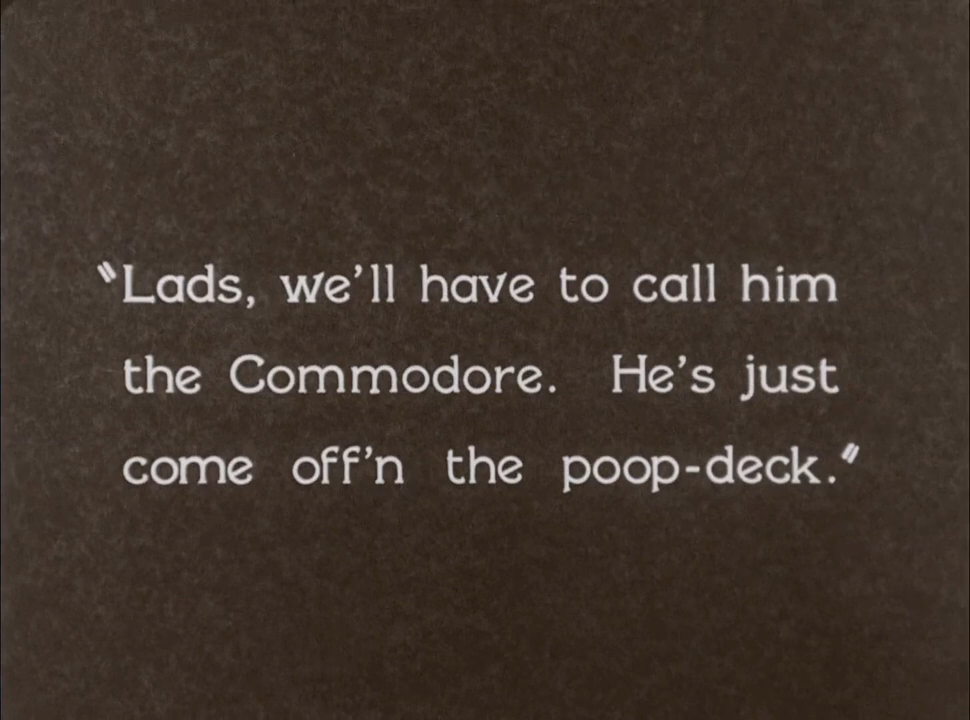 "Lads, we'll have to call him
the Commodore. He's just
come off'n the poop-deck."